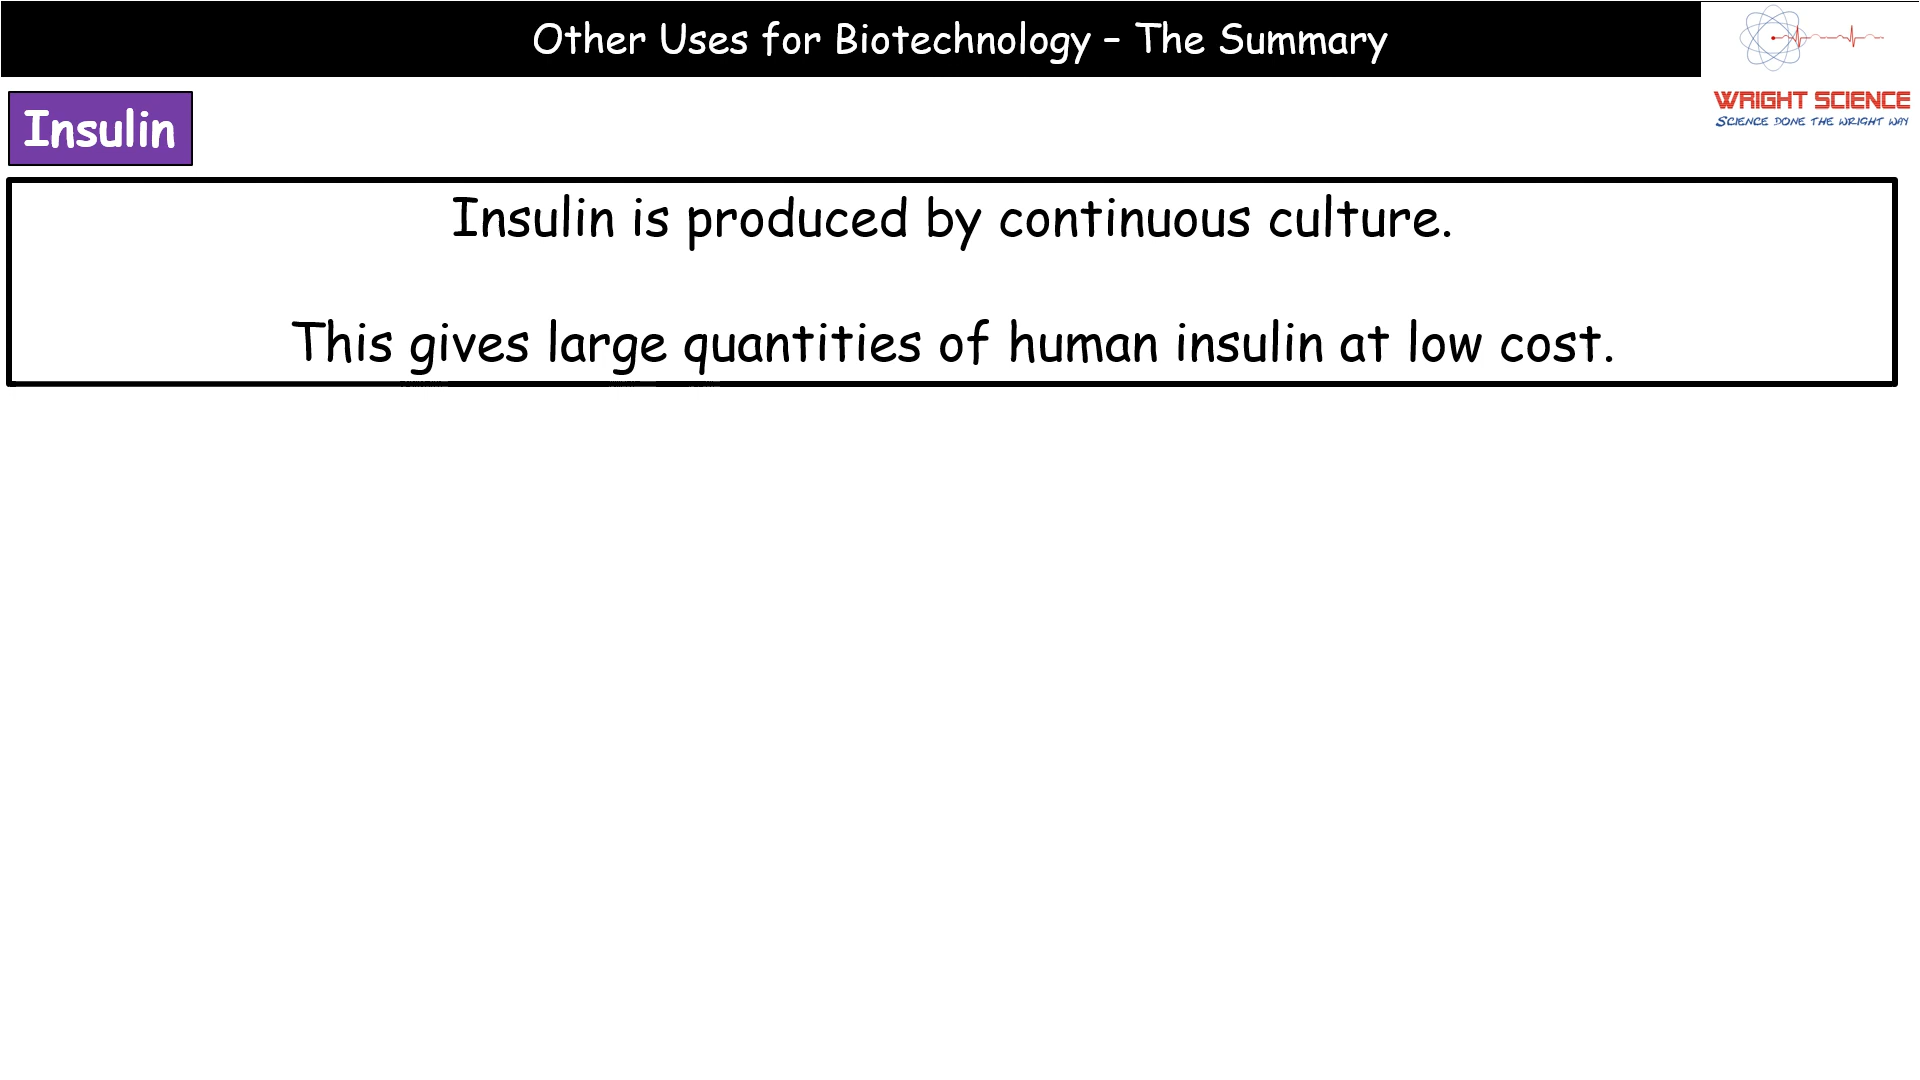 Other Uses for Biotechnology – The Summary
WRIGHT SCIENCE
SCIENCE DONE THE WRIGHT WAY
Insulin
Insulin is produced by continuous culture.
This gives large quantities of human insulin at low cost.